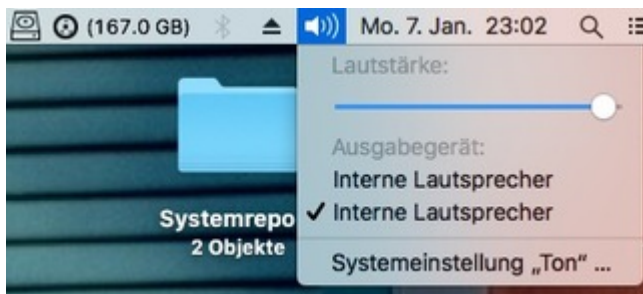 (167.0 GB) Mo. 7. Jan. 23:02
Lautstärke:
Ausgabegerät:
Interne Lautsprecher
Interne Lautsprecher
Systemeinstellung „Ton“ ...
Systemrepo
2 Objekte